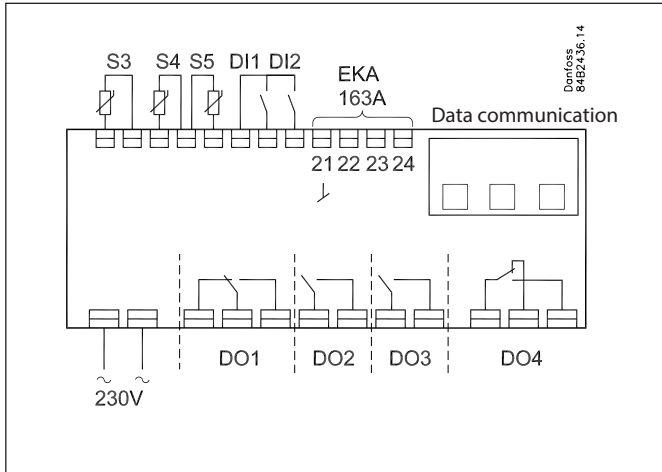 Danfoss
84B2436.14
S3 S4 S5 DI1 DI2
EKA
163A
Data communication
21 22 23 24
DO1 DO2 DO3 DO4
~ ~
230V